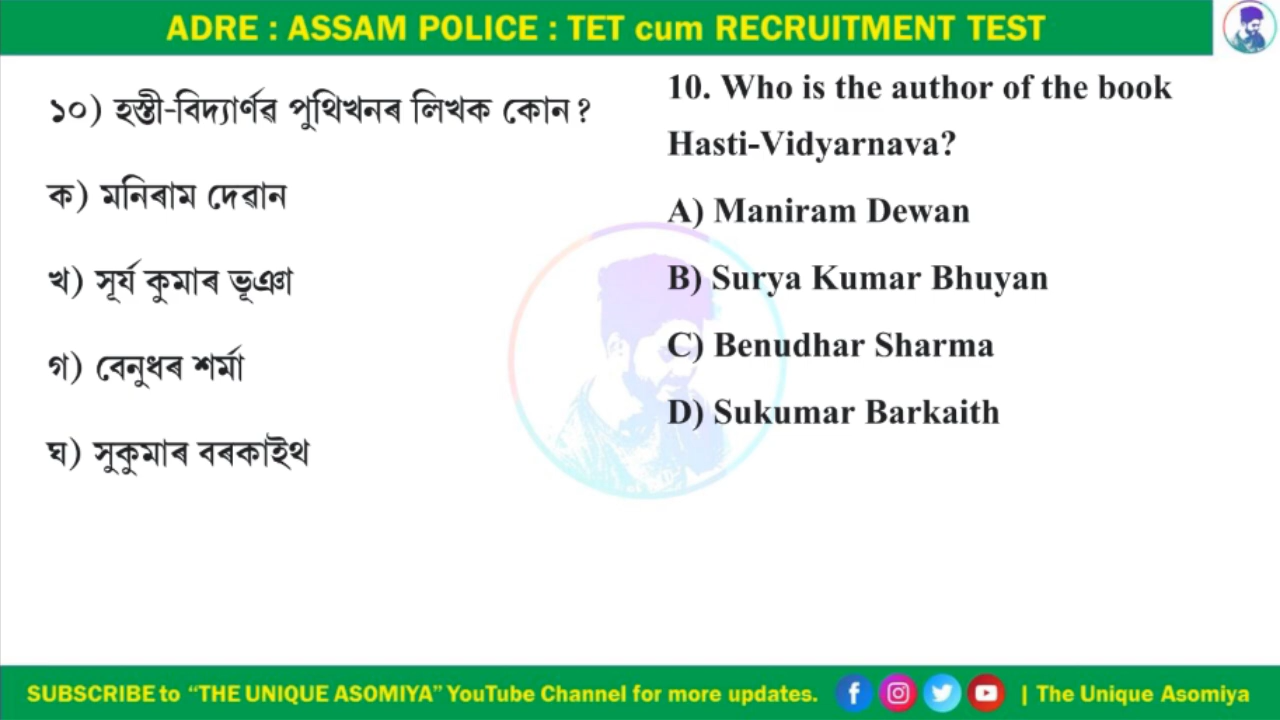 ADRE : ASSAM POLICE : TET cum RECRUITMENT TEST
১০) হস্তী-বিদ্যাৰ্ণৱ পুথিখনৰ লিখক কোন?
ক) মনিৰাম দেৱান
খ) সূৰ্য কুমাৰ ভূঞা
গ) বেনুধৰ শৰ্মা
ঘ) সুকুমাৰ বৰকাইথ
10. Who is the author of the book
Hasti-Vidyarnava?
A) Maniram Dewan
B) Surya Kumar Bhuyan
C) Benudhar Sharma
D) Sukumar Barkaith
SUBSCRIBE to “THE UNIQUE ASOMIYA” YouTube Channel for more updates. | The Unique Asomiya